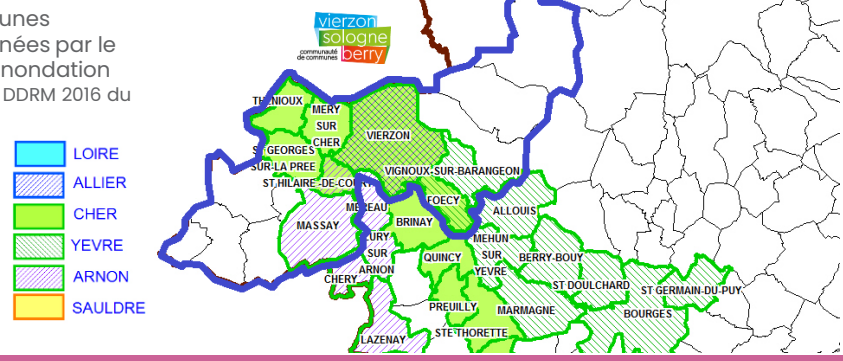 unes
nées par le
inondation
DDRM 2016 du
vierzon
sologne
berry
communauté
de communes
LOIRE
ALLIER
CHER
YEVRE
ARNON
SAULDRE
THENIOUX
MERY
SUR
CHER
VIERZON
ST GEORGES
SUR-LA PREE
VIGNOUX-SUR-BARANGEON
ST HILAIRE-DE-COURT
MEREAU
FOECY
ALLOUIS
MASSAY
BRINAY
LURY
SUR
ARNON
MEHUN
SUR
YEVRE
QUINCY
BERRY-BOUY
CHERY
ST DOULCHARD
ST GERMAIN-DU-PUY
PREUILLY
MARMAGNE
BOURGES
STE THORETTE
LAZENAY